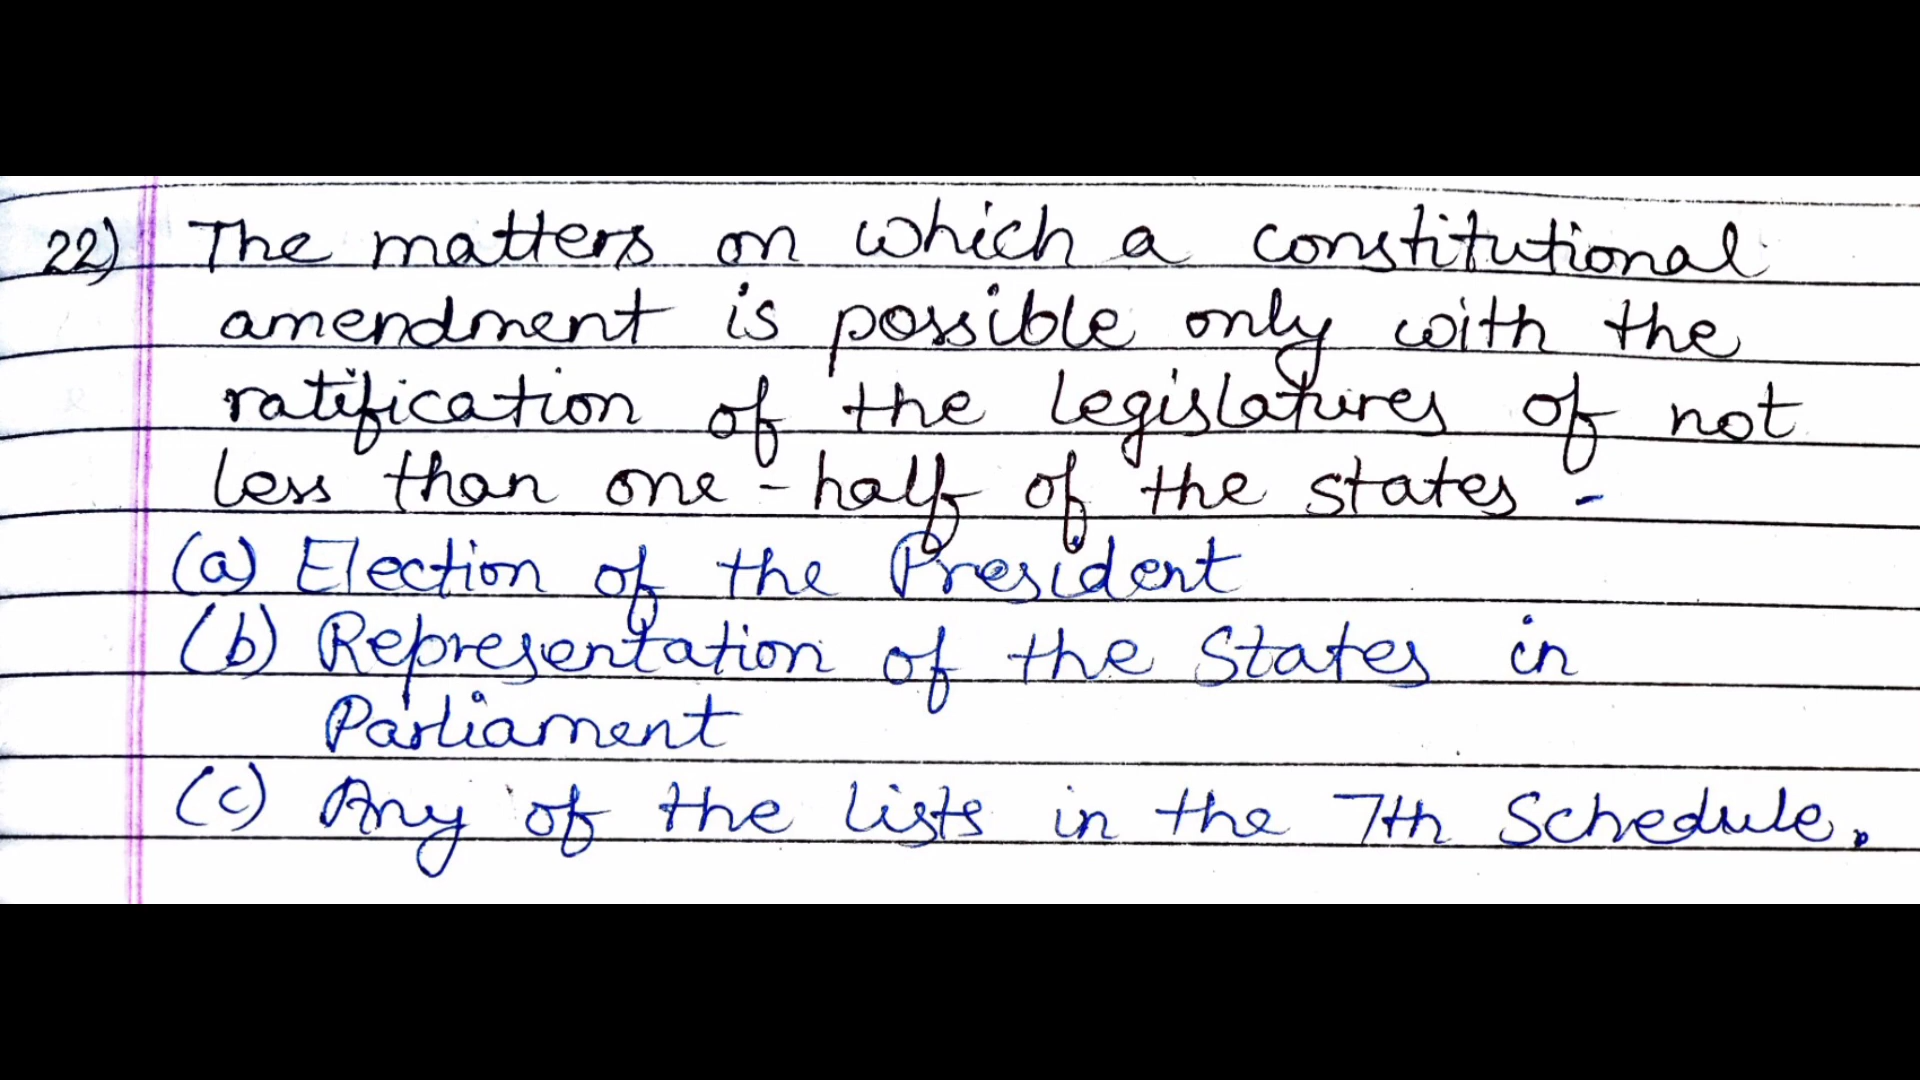 22) The matters on which a constitutional
amendment is possible only with the
ratification of the legislatures of not
less than one-half of the states -
(a) Election of the President
(b) Representation of the States in
Parliament
(c) Any of the lists in the 7th Schedule.